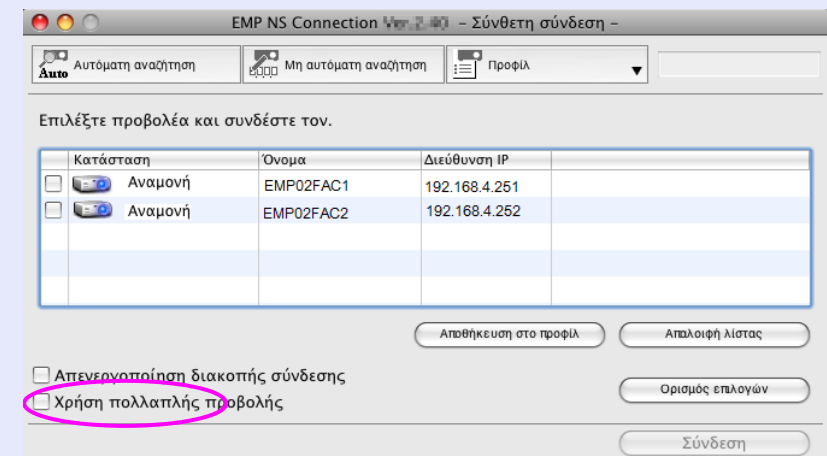 EMP NS Connection – Σύνθετη σύνδεση –
Auto Αυτόματη αναζήτηση Μη αυτόματη αναζήτηση Προφίλ
Επιλέξτε προβολέα και συνδέστε τον.
Κατάσταση Όνομα Διεύθυνση IP
Αναμονή EMP02FAC1 192.168.4.251
Αναμονή EMP02FAC2 192.168.4.252
Αποθήκευση στο προφίλ Απαλοιφή λίστας
Απενεργοποίηση διακοπής σύνδεσης
Χρήση πολλαπλής προβολής
Ορισμός επιλογών
Σύνδεση